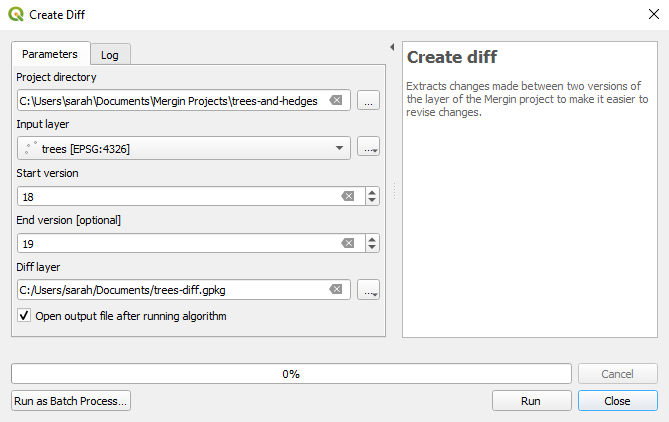 Create Diff
Parameters
Log
Project directory
C:\Users\sarah\Documents\Mergin Projects\trees-and-hedges
...
Input layer
trees [EPSG:4326]
...
Start version
18
End version [optional]
19
Diff layer
C:/Users/sarah/Documents/trees-diff.gpkg
...
Open output file after running algorithm
Create diff
Extracts changes made between two versions of
the layer of the Mergin project to make it easier to
revise changes.
0%
Cancel
Run as Batch Process...
Run
Close